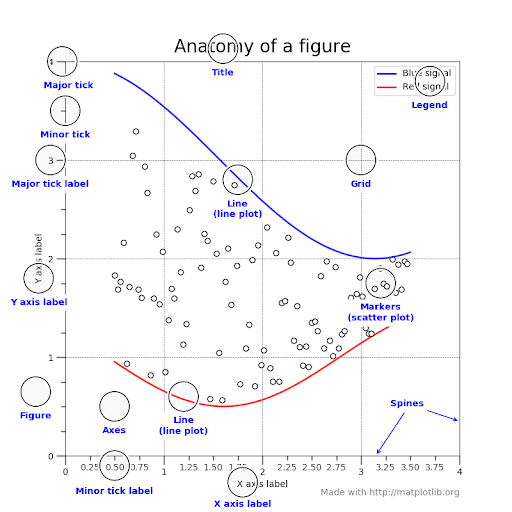 Anatomy of a figure
Title
4
Blue signal
Red signal
Legend
Major tick
Minor tick
3
Major tick label
Grid
Line
(line plot)
Y axis label
2
Y axis label
Markers
(scatter plot)
1
Line
(line plot)
Figure
Axes
Spines
0
0 0.25 0.50 0.75 1 1.25 1.50 1.75 2 2.25 2.50 2.75 3 3.25 3.50 3.75 4
Minor tick label
X axis label
X axis label
Made with http://matplotlib.org